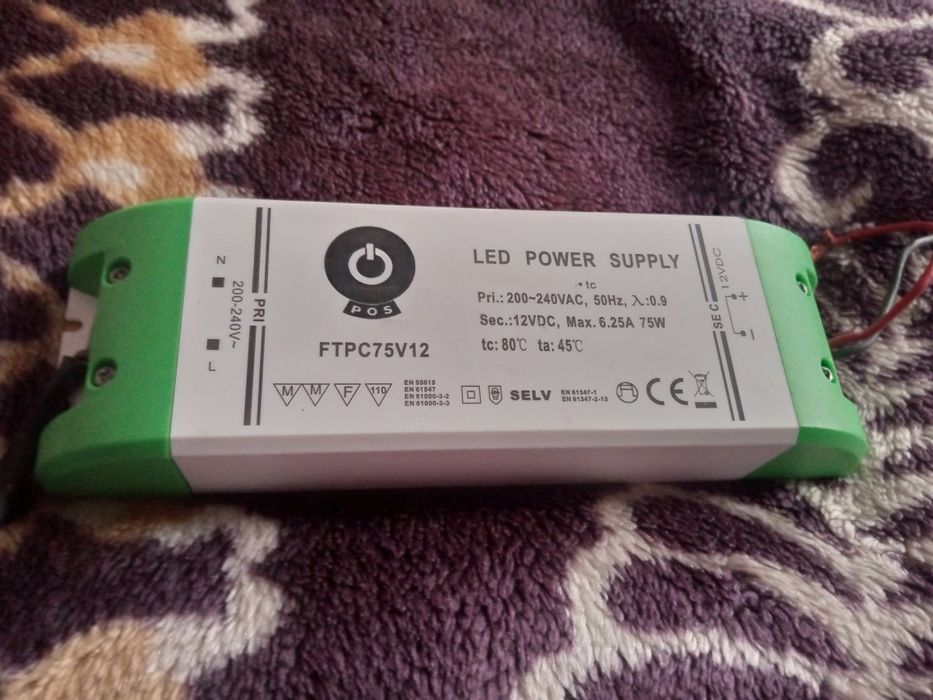 N
200-240V~
L
PRI
POS
FTPC75V12
LED POWER SUPPLY
tc
Pri.: 200~240VAC, 50Hz, λ:0.9
Sec.:12VDC, Max. 6.25A 75W
tc: 80℃ ta: 45℃
M M F 110
EN 55015
EN 61547
EN 61000-3-2
EN 61000-3-3
SELV
EN 61347-1
EN 61347-2-13
CE
SEC
12VDC
+
-